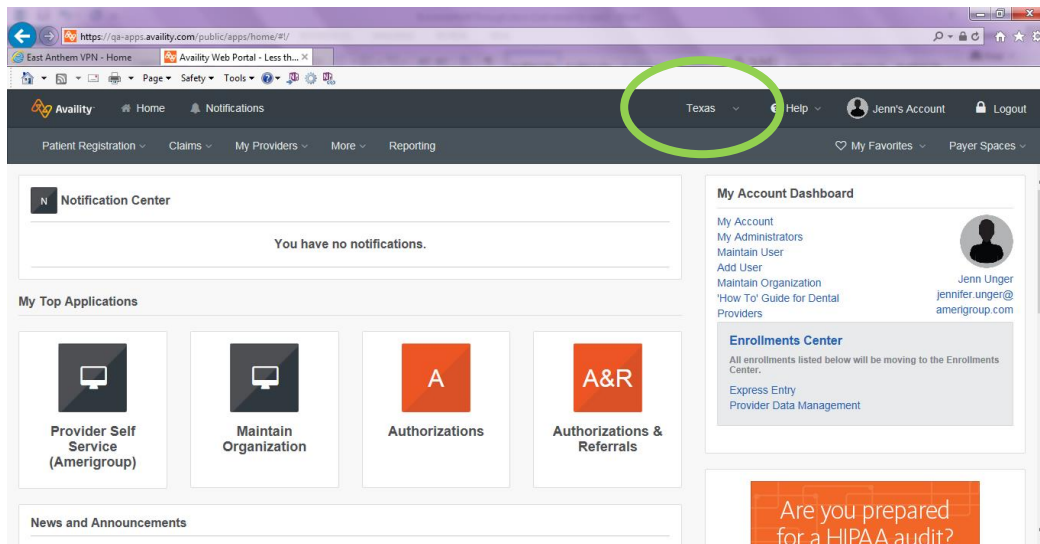 https://qa-apps.availity.com/public/apps/home/#!/
East Anthem VPN - Home
Availity Web Portal - Less th...
Page Safety Tools
Availity Home Notifications Texas Help Jenn's Account Logout
Patient Registration Claims My Providers More Reporting My Favorites Payer Spaces
N Notification Center
You have no notifications.
My Top Applications
Provider Self
Service
(Amerigroup)
Maintain
Organization
A
Authorizations
A&R
Authorizations &
Referrals
News and Announcements
My Account Dashboard
My Account
My Administrators
Maintain User
Add User
Maintain Organization
'How To' Guide for Dental
Providers
Jenn Unger
jennifer.unger@
amerigroup.com
Enrollments Center
All enrollments listed below will be moving to the Enrollments
Center.
Express Entry
Provider Data Management
Are you prepared
for a HIPAA audit?